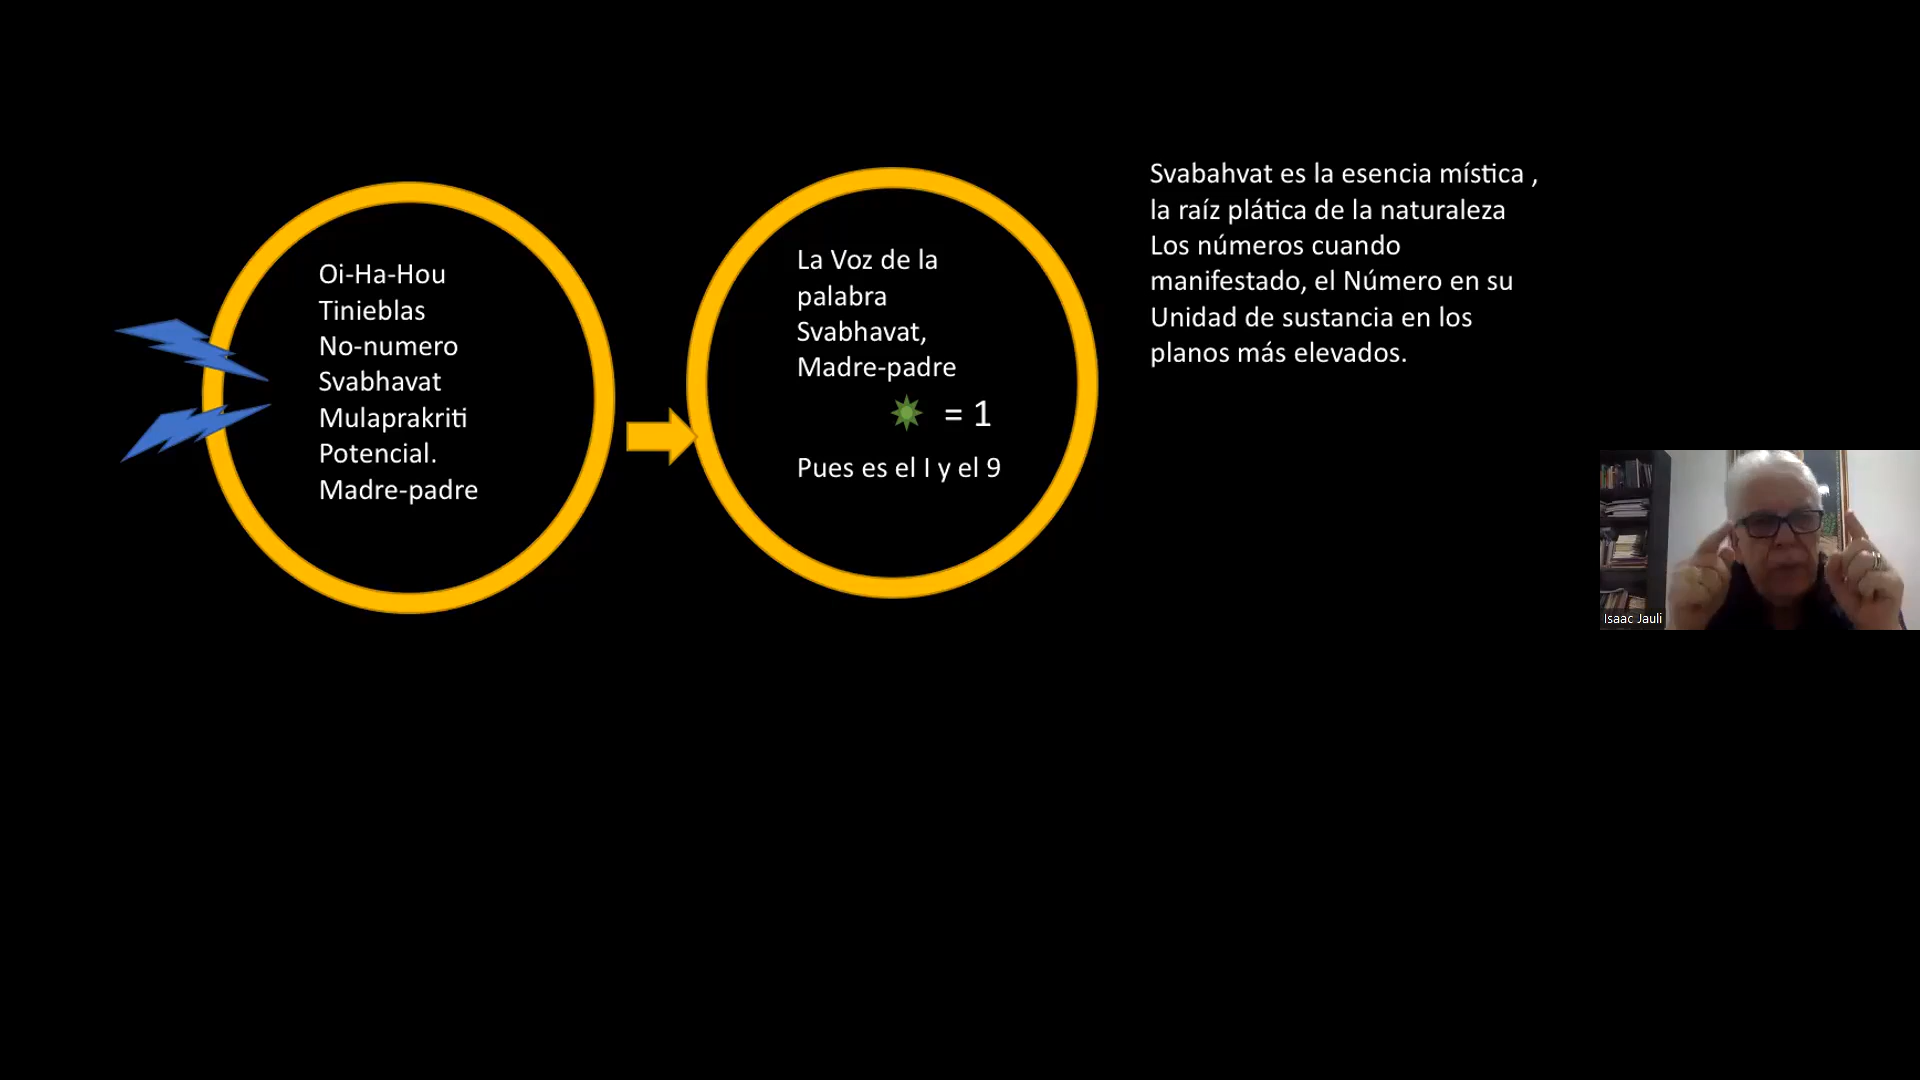 Oi-Ha-Hou
Tinieblas
No-numero
Svabhavat
Mulaprakriti
Potencial.
Madre-padre
La Voz de la
palabra
Svabhavat,
Madre-padre
= 1
Pues es el I y el 9
Svabahvat es la esencia mística ,
la raíz plática de la naturaleza
Los números cuando
manifestado, el Número en su
Unidad de sustancia en los
planos más elevados.
Isaac Jauli